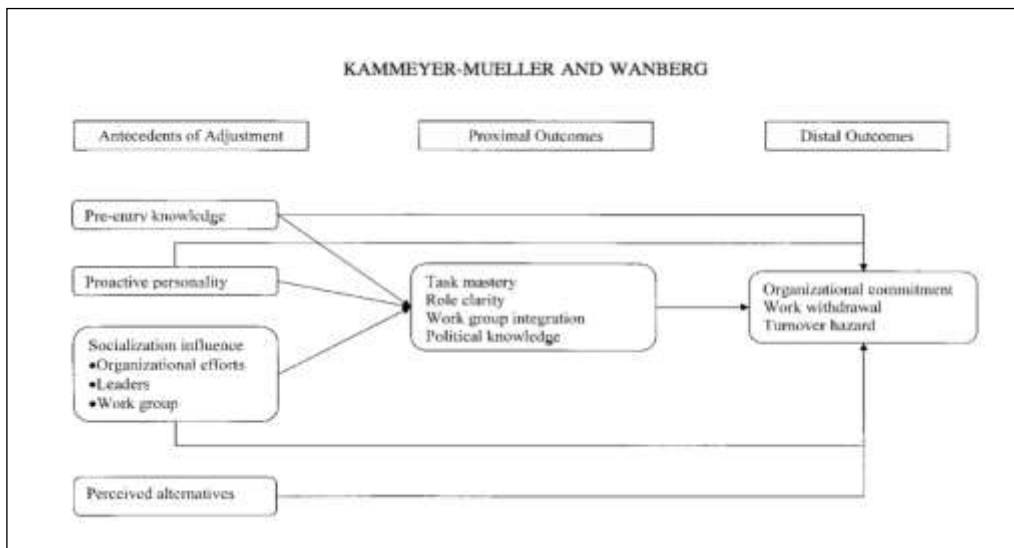 KAMMEYER-MUELLER AND WANBERG
Antecedents of Adjustment
Proximal Outcomes
Distal Outcomes
Pre-entry knowledge
Proactive personality
Socialization influence
●Organizational efforts
●Leaders
●Work group
Perceived alternatives
Task mastery
Role clarity
Work group integration
Political knowledge
Organizational commitment
Work withdrawal
Turnover hazard